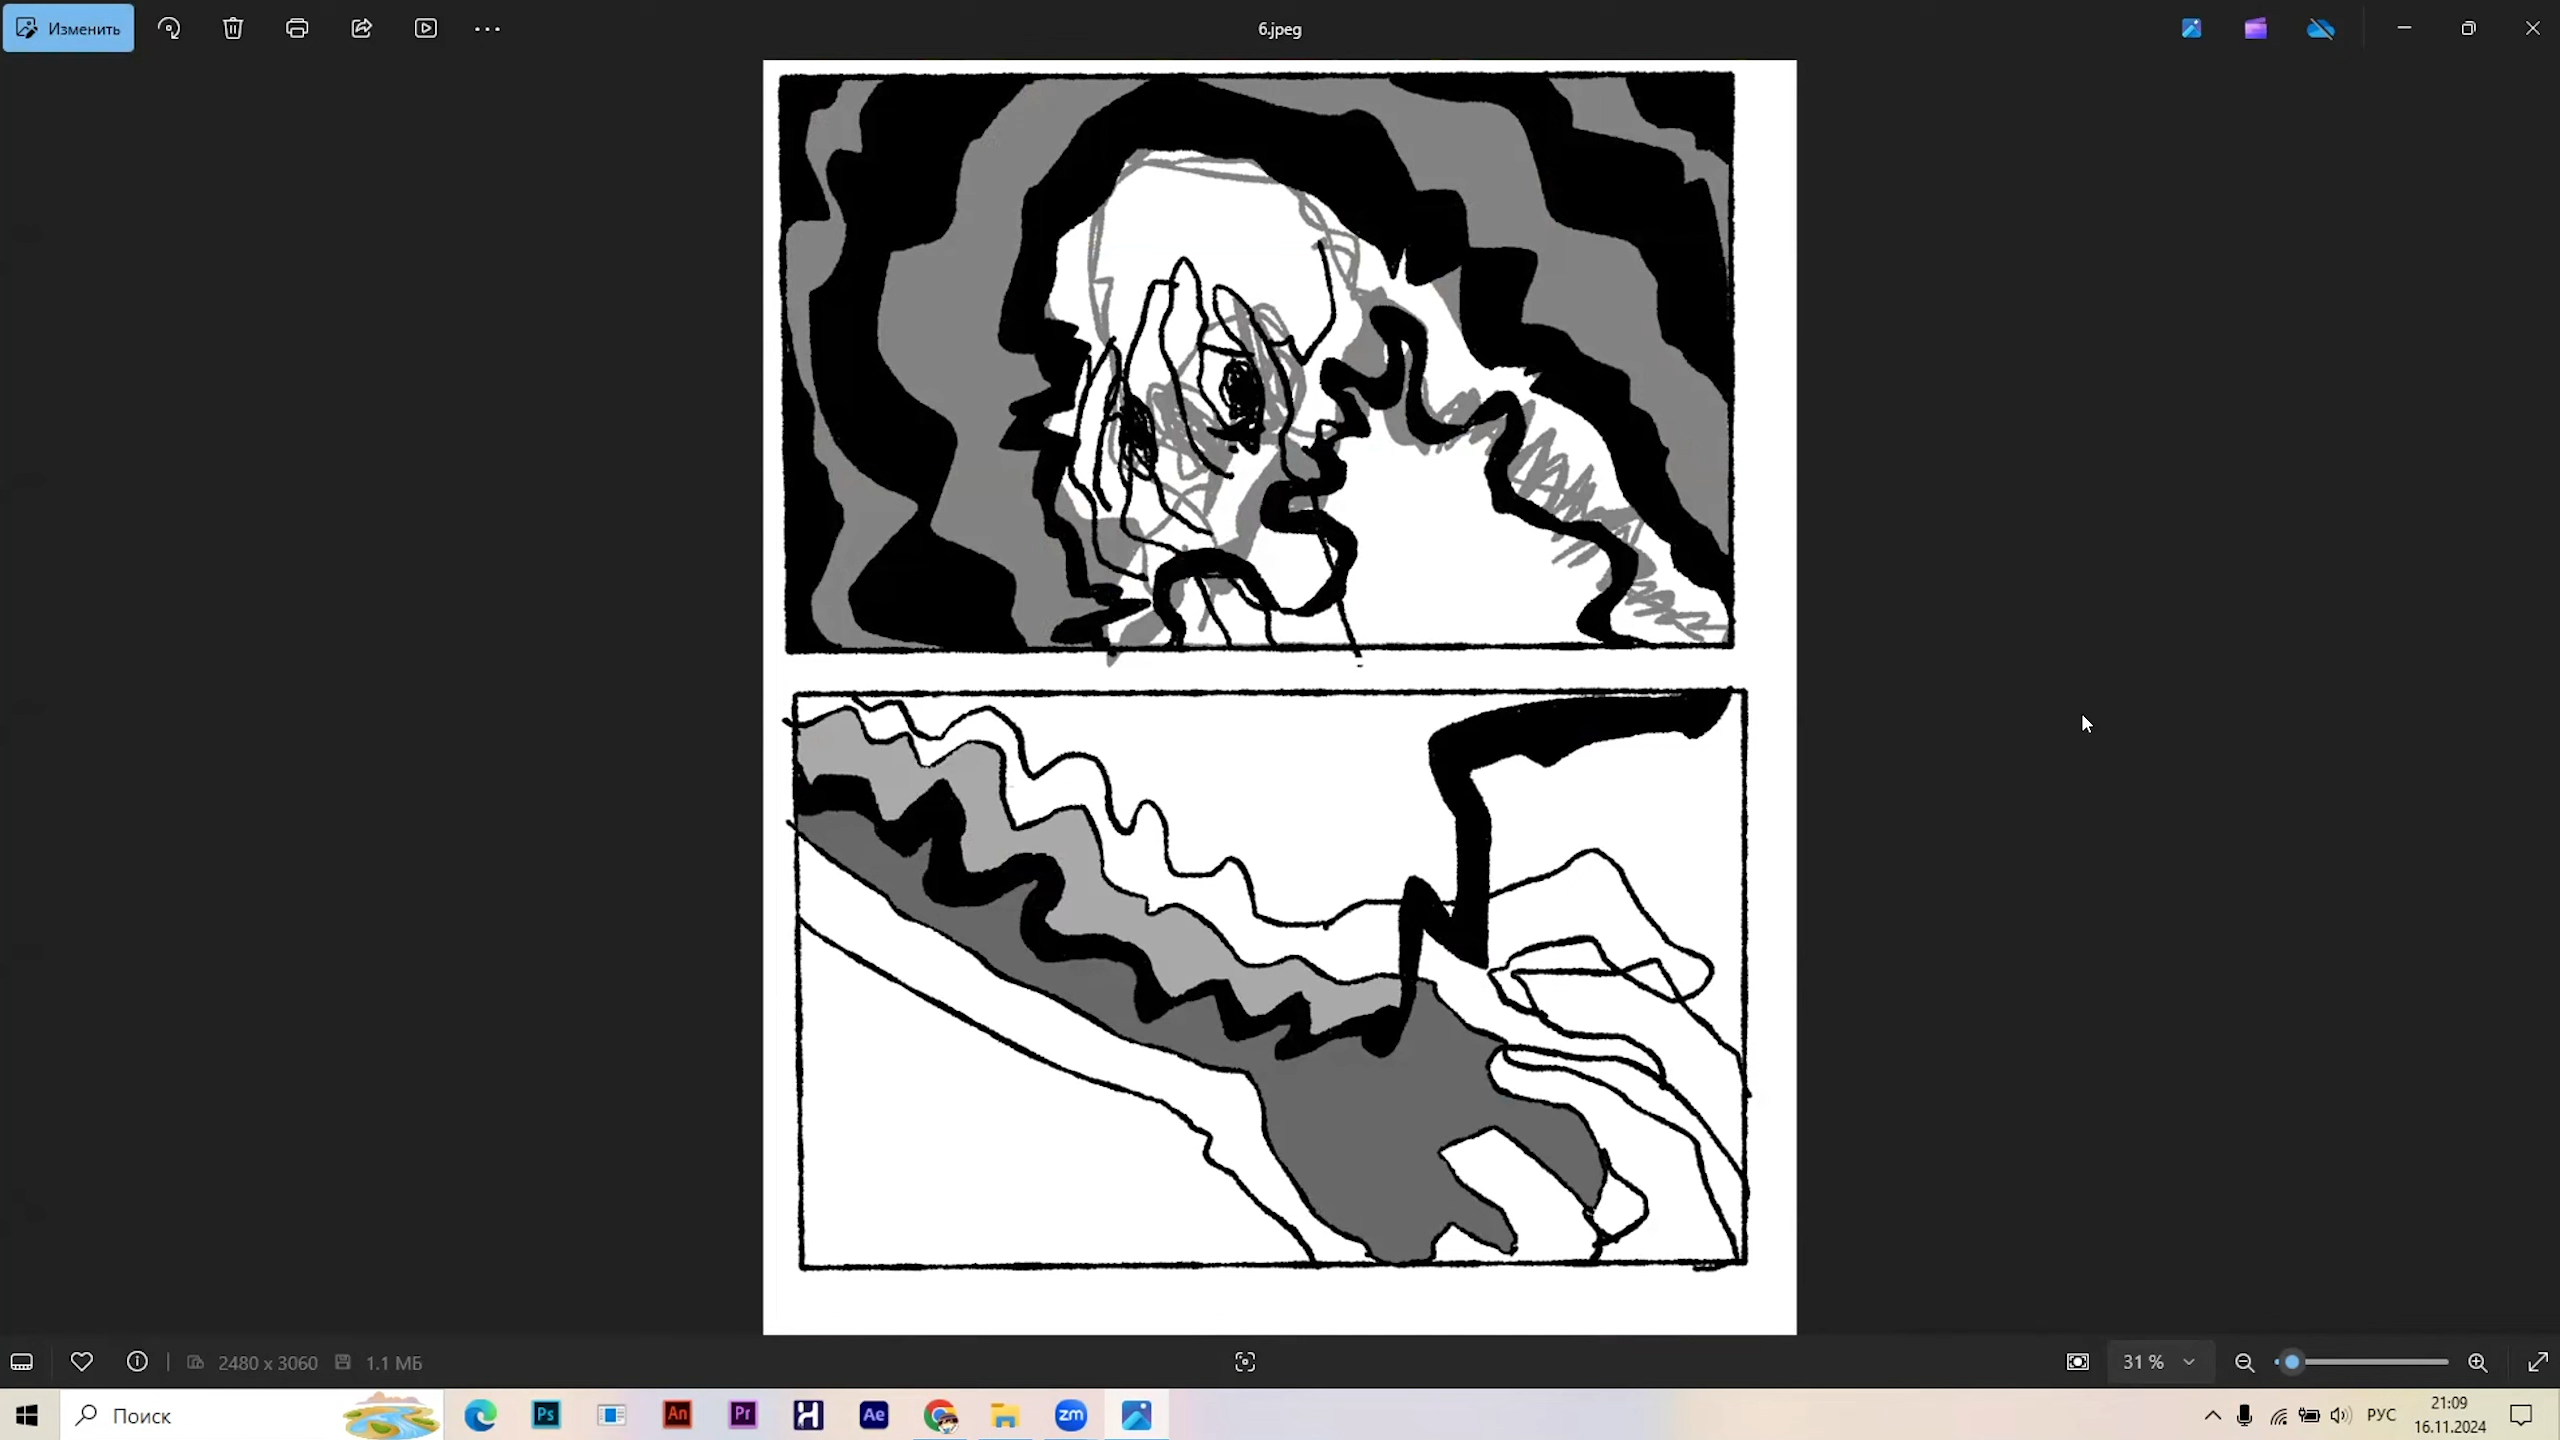 Изменить
6.jpeg
2480 x 3060
1.1 МБ
31 %
Поиск
Ps
An
Pr
Ae
zm
РУС
21:09
16.11.2024